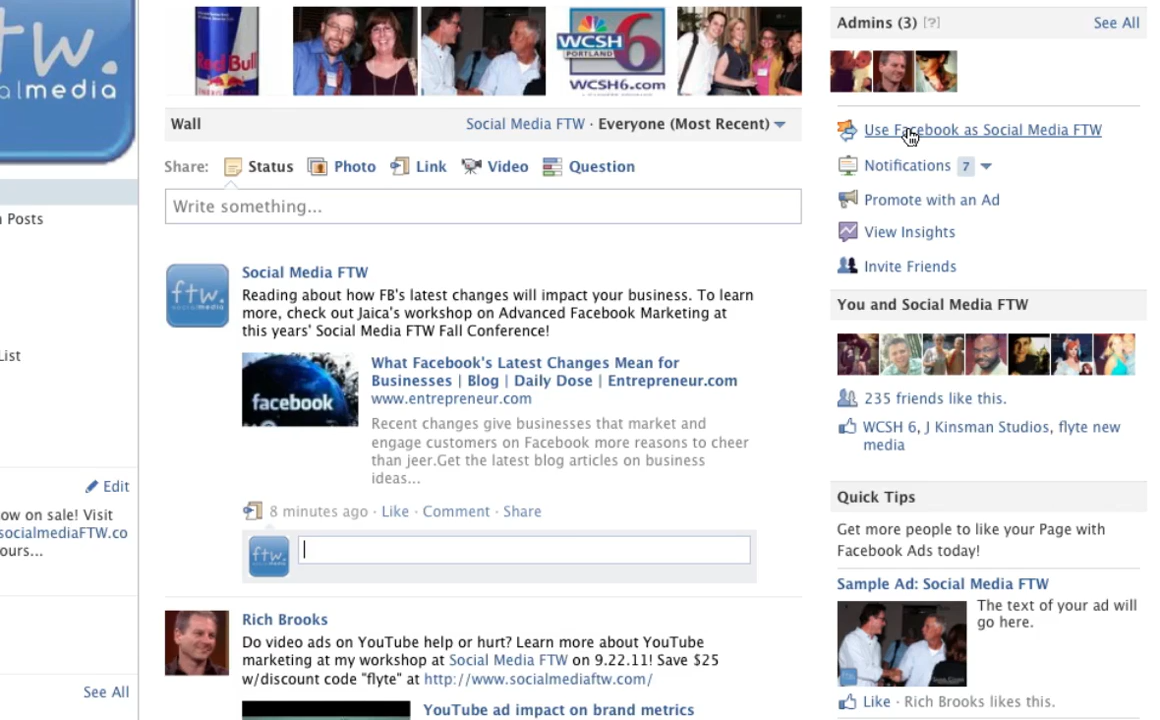 ftw.
almedia
Red Bull
WCSH 6
PORTLAND
WCSH6.com
Wall
Social Media FTW · Everyone (Most Recent)
Share: Status Photo Link Video Question
Write something...
Social Media FTW
Reading about how FB's latest changes will impact your business. To learn
more, check out Jaica's workshop on Advanced Facebook Marketing at
this years' Social Media FTW Fall Conference!
ftw.
socialmedia
facebook
What Facebook's Latest Changes Mean for
Businesses | Blog | Daily Dose | Entrepreneur.com
www.entrepreneur.com
Recent changes give businesses that market and
engage customers on Facebook more reasons to cheer
than jeer.Get the latest blog articles on business
ideas...
8 minutes ago · Like · Comment · Share
ftw.
Rich Brooks
Do video ads on YouTube help or hurt? Learn more about YouTube
marketing at my workshop at Social Media FTW on 9.22.11! Save $25
w/discount code "flyte" at http://www.socialmediaftw.com/
YouTube ad impact on brand metrics
Posts
List
Edit
ow on sale! Visit
socialmediaFTW.co
ours...
See All
Admins (3) [?] See All
Use Facebook as Social Media FTW
Notifications 7
Promote with an Ad
View Insights
Invite Friends
You and Social Media FTW
235 friends like this.
WCSH 6, J Kinsman Studios, flyte new
media
Quick Tips
Get more people to like your Page with
Facebook Ads today!
Sample Ad: Social Media FTW
The text of your ad will
go here.
Like · Rich Brooks likes this.